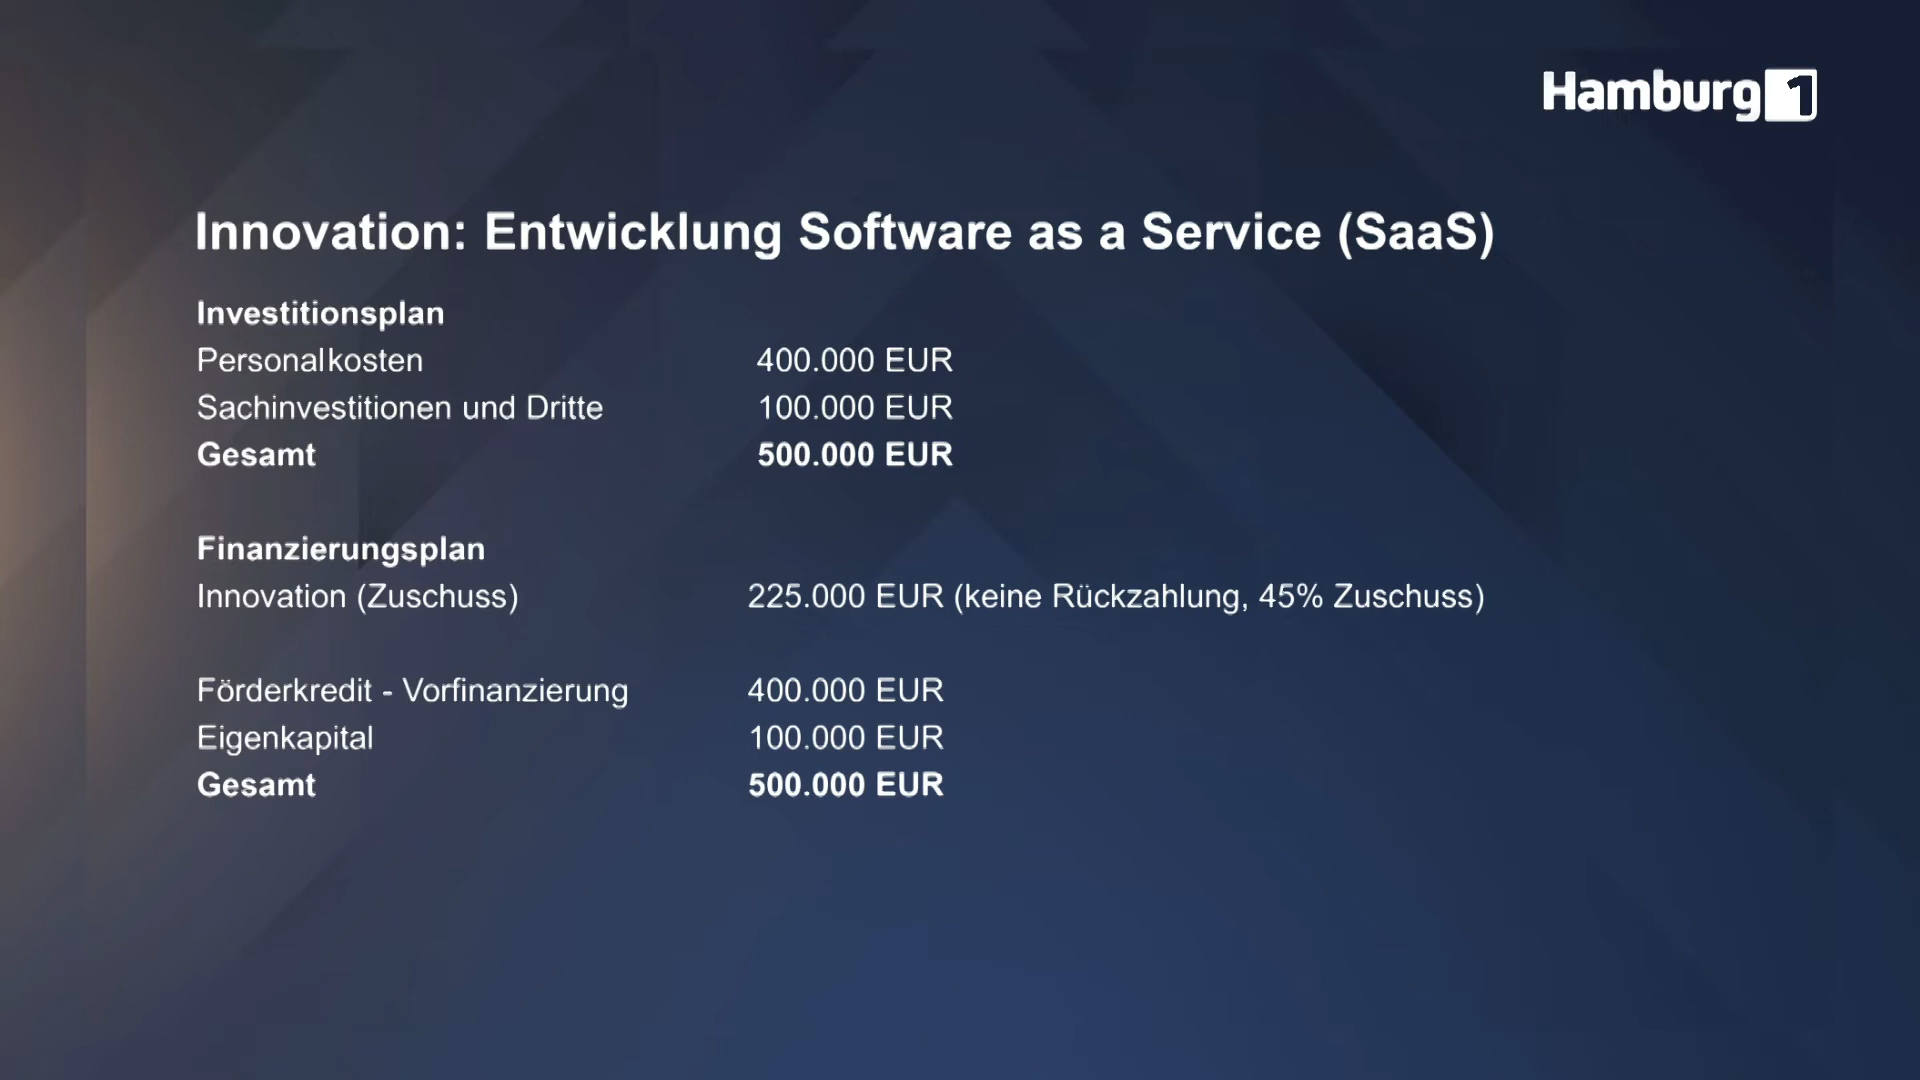 Hamburg 1
Innovation: Entwicklung Software as a Service (SaaS)
Investitionsplan
Personalkosten 400.000 EUR
Sachinvestitionen und Dritte 100.000 EUR
Gesamt 500.000 EUR
Finanzierungsplan
Innovation (Zuschuss) 225.000 EUR (keine Rückzahlung, 45% Zuschuss)
Förderkredit - Vorfinanzierung 400.000 EUR
Eigenkapital 100.000 EUR
Gesamt 500.000 EUR